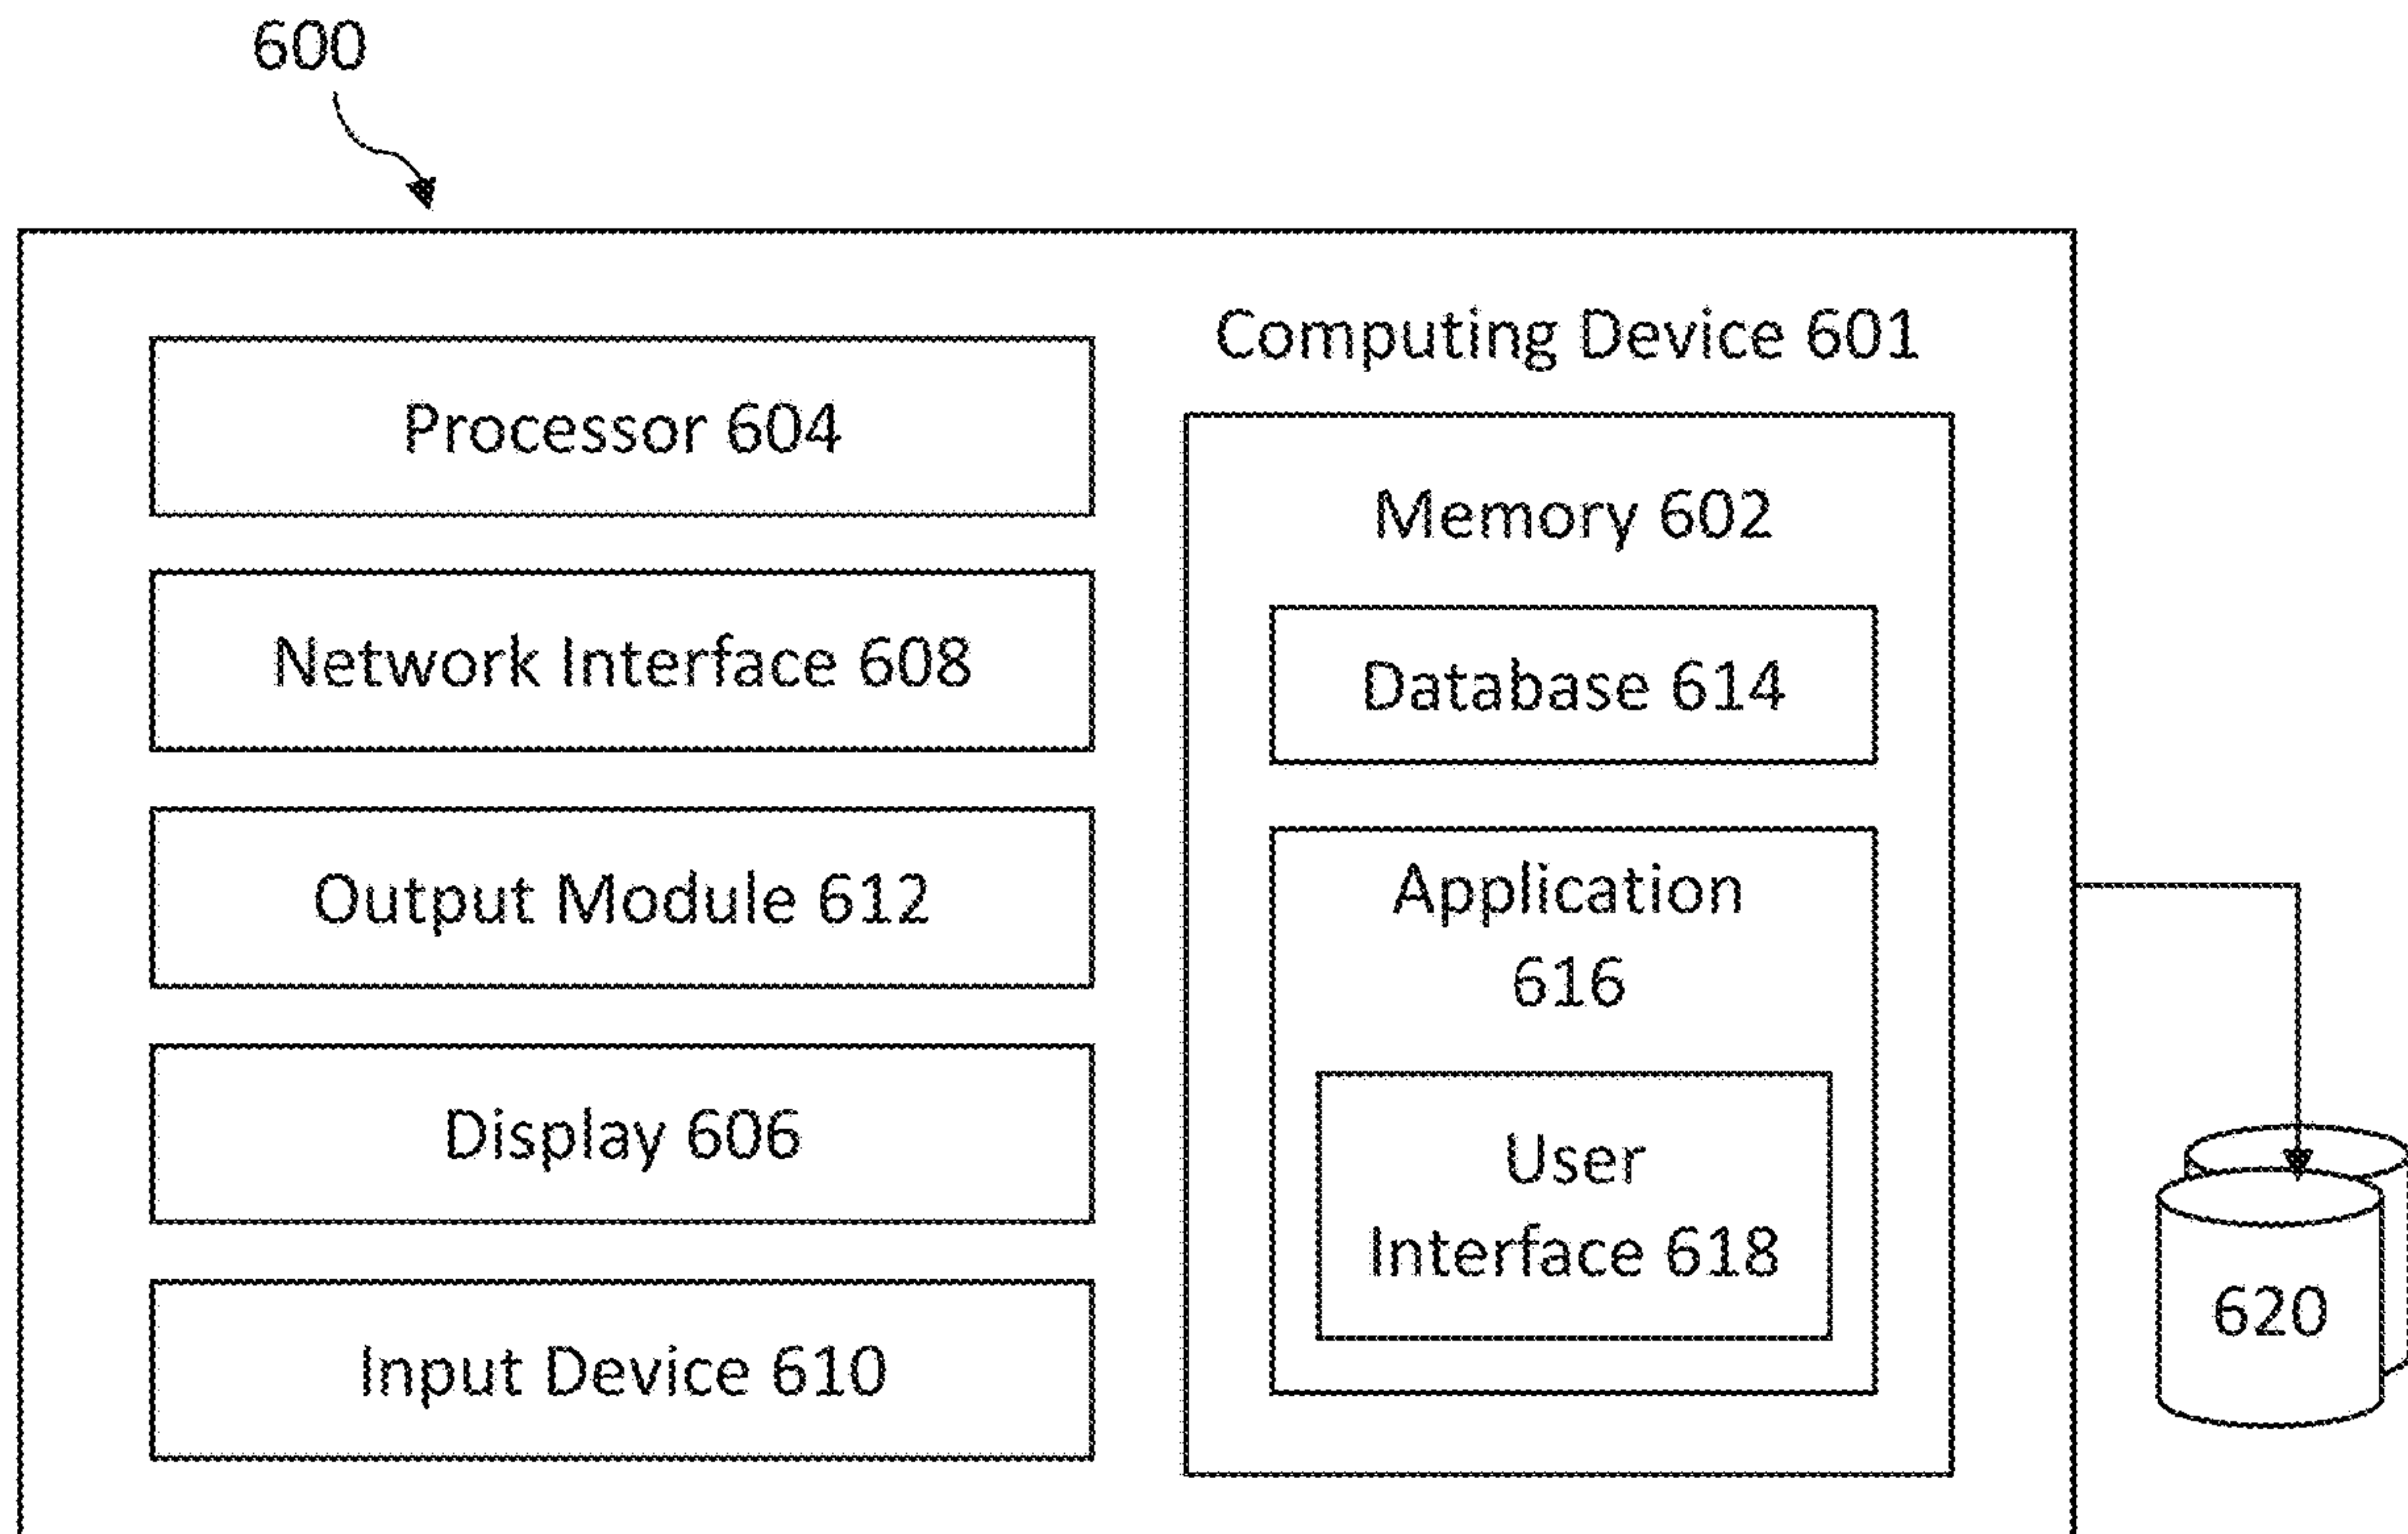 600
Computing Device 601
Processor 604
Network Interface 608
Output Module 612
Display 606
Input Device 610
Memory 602
Database 614
Application
616
User
Interface 618
620